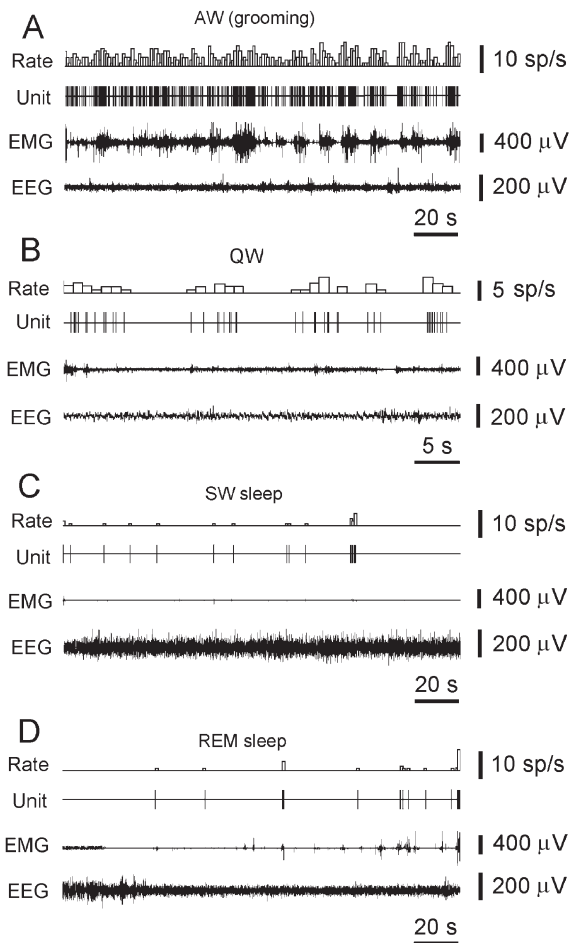 A
AW (grooming)
Rate
10 sp/s
Unit
EMG
400 μV
EEG
200 μV
20 s
B
QW
Rate
5 sp/s
Unit
EMG
400 μV
EEG
200 μV
5 s
C
SW sleep
Rate
10 sp/s
Unit
EMG
400 μV
EEG
200 μV
20 s
D
REM sleep
Rate
10 sp/s
Unit
EMG
400 μV
EEG
200 μV
20 s